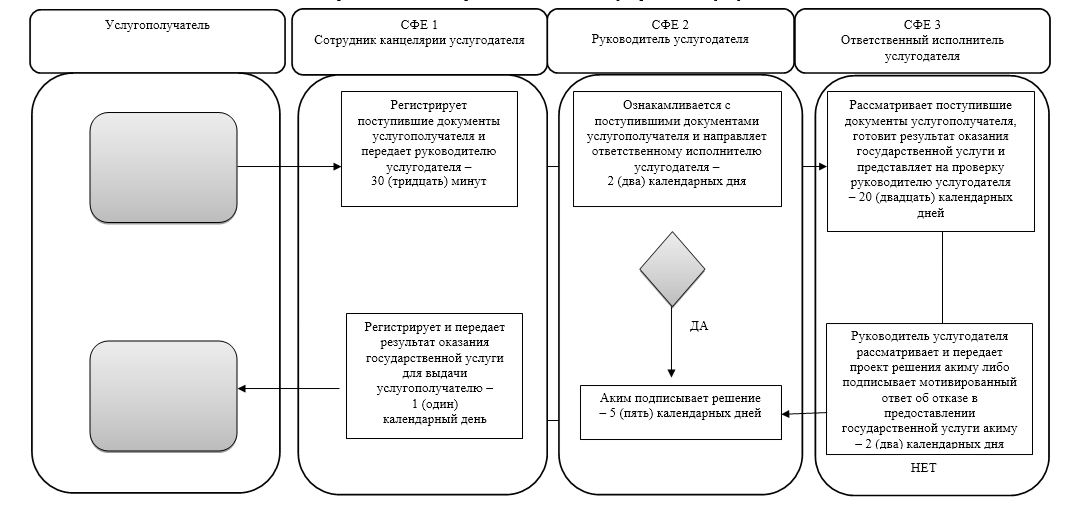 Услугополучатель
СФЕ 1
Сотрудник канцелярии услугодателя
СФЕ 2
Руководитель услугодателя
СФЕ 3
Ответственный исполнитель
услугодателя
Регистрирует
поступившие документы
услугополучателя и
передает руководителю
услугодателя –
30 (тридцать) минут
Ознакамливается с
поступившими документами
услугополучателя и направляет
ответственному исполнителю
услугодателя –
2 (два) календарных дня
Рассматривает поступившие
документы услугополучателя,
готовит результат оказания
государственной услуги и
представляет на проверку
руководителю услугодателя
– 20 (двадцать) календарных
дней
ДА
Регистрирует и передает
результат оказания
государственной услуги
для выдачи
услугополучателю –
1 (один)
календарный день
Аким подписывает решение
– 5 (пять) календарных дней
Руководитель услугодателя
рассматривает и передает
проект решения акиму либо
подписывает мотивированный
ответ об отказе в
предоставлении
государственной услуги акиму
– 2 (два) календарных дня
НЕТ